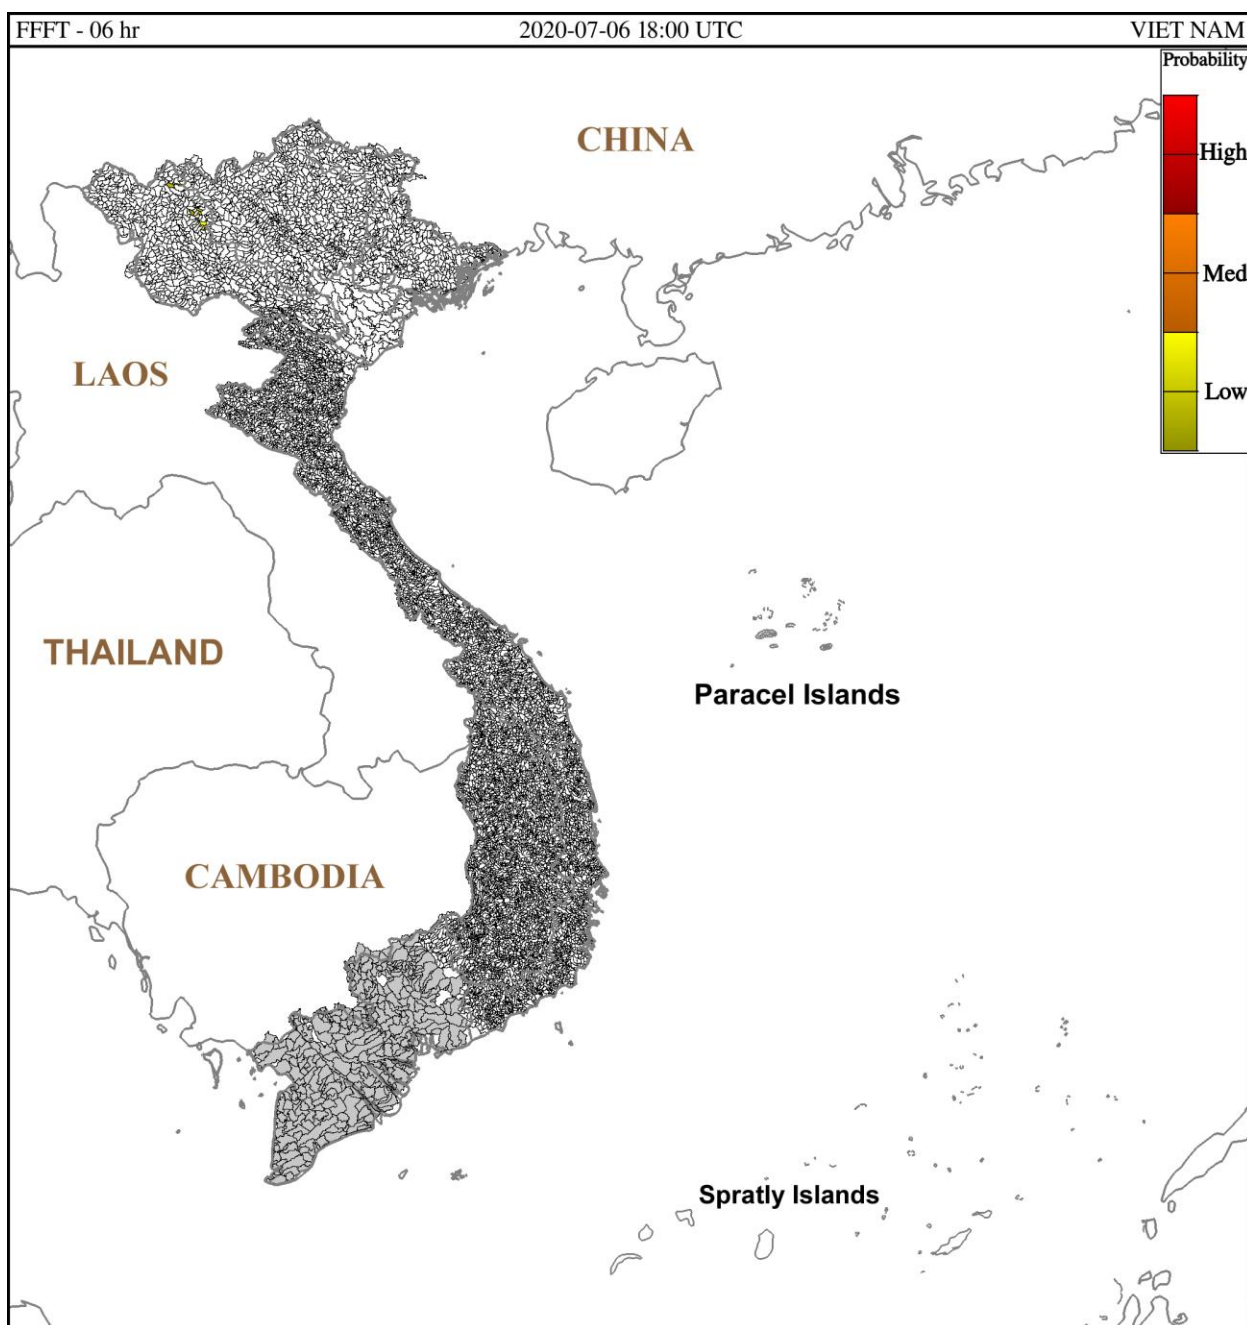 FFFT - 06 hr
2020-07-06 18:00 UTC
VIET NAM
Probability
CHINA
High
Med
LAOS
Low
THAILAND
Paracel Islands
CAMBODIA
Spratly Islands